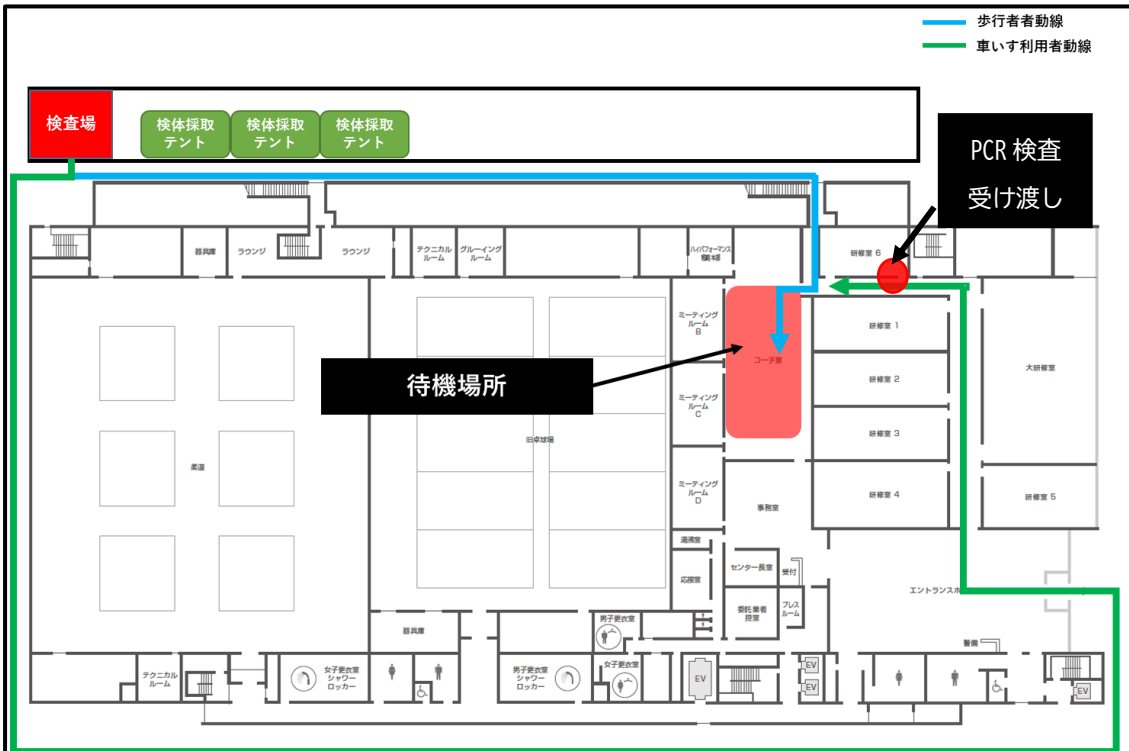 歩行者者動線
車いす利用者動線
検査場
検体採取
テント
検体採取
テント
検体採取
テント
PCR 検査
受け渡し
器具庫
ラウンジ
ラウンジ
テクニカル
ルーム
グルーイング
ルーム
ハイパフォーマンス
研修室 6
ミーティング
ルーム
B
研修室 1
コーチ室
研修室 2
大研修室
待機場所
ミーティング
ルーム
C
研修室 3
旧卓球場
柔道
ミーティング
ルーム
D
研修室 4
研修室 5
事務室
湯沸室
応接室
センター長室
受付
エントランスホ
委託業者
控室
プレス
ルーム
男子更衣室
器具庫
警備
テクニカル
ルーム
女子更衣室
シャワー
ロッカー
男子更衣室
シャワー
ロッカー
女子更衣室
EV
EV
EV
EV